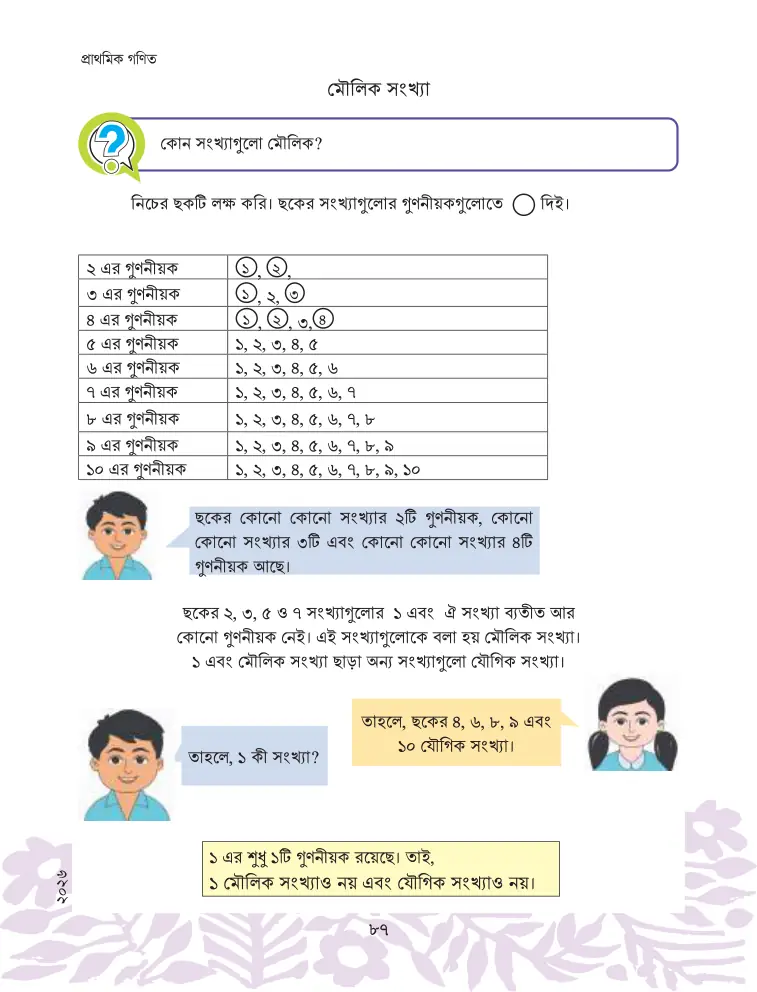 প্রাথমিক গণিত
মৌলিক সংখ্যা
কোন সংখ্যাগুলো মৌলিক?
নিচের ছকটি লক্ষ করি। ছকের সংখ্যাগুলোর গুণনীয়কগুলোতে ◯ দিই।
২ এর গুণনীয়ক ১, ২,
৩ এর গুণনীয়ক ১, ২, ৩
৪ এর গুণনীয়ক ১, ২, ৩, ৪
৫ এর গুণনীয়ক ১, ২, ৩, ৪, ৫
৬ এর গুণনীয়ক ১, ২, ৩, ৪, ৫, ৬
৭ এর গুণনীয়ক ১, ২, ৩, ৪, ৫, ৬, ৭
৮ এর গুণনীয়ক ১, ২, ৩, ৪, ৫, ৬, ৭, ৮
৯ এর গুণনীয়ক ১, ২, ৩, ৪, ৫, ৬, ৭, ৮, ৯
১০ এর গুণনীয়ক ১, ২, ৩, ৪, ৫, ৬, ৭, ৮, ৯, ১০
ছকের কোনো কোনো সংখ্যার ২টি গুণনীয়ক, কোনো
কোনো সংখ্যার ৩টি এবং কোনো কোনো সংখ্যার ৪টি
গুণনীয়ক আছে।
ছকের ২, ৩, ৫ ও ৭ সংখ্যাগুলোর ১ এবং ঐ সংখ্যা ব্যতীত আর
কোনো গুণনীয়ক নেই। এই সংখ্যাগুলোকে বলা হয় মৌলিক সংখ্যা।
১ এবং মৌলিক সংখ্যা ছাড়া অন্য সংখ্যাগুলো যৌগিক সংখ্যা।
তাহলে, ছকের ৪, ৬, ৮, ৯ এবং
১০ যৌগিক সংখ্যা।
তাহলে, ১ কী সংখ্যা?
১ এর শুধু ১টি গুণনীয়ক রয়েছে। তাই,
১ মৌলিক সংখ্যাও নয় এবং যৌগিক সংখ্যাও নয়।
২০২৬
৮৭